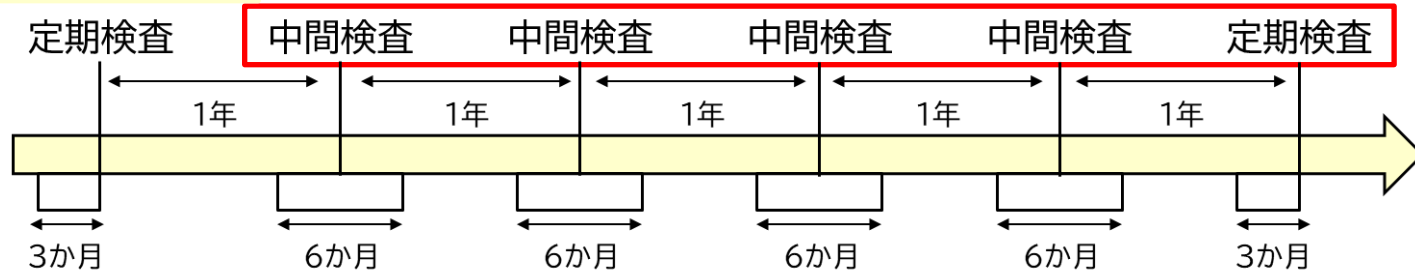 定期検査 中間検査 中間検査 中間検査 中間検査 定期検査
1年 1年 1年 1年 1年
3か月 6か月 6か月 6か月 6か月 3か月